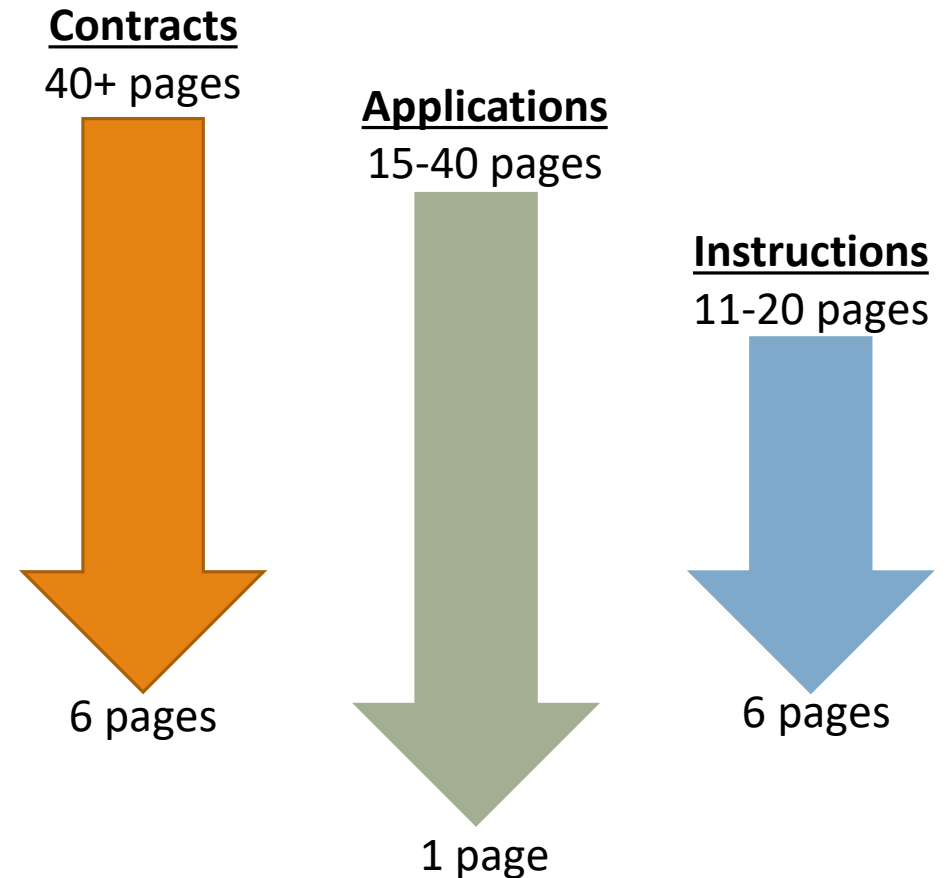 Contracts
40+ pages
6 pages
Applications
15-40 pages
1 page
Instructions
11-20 pages
6 pages